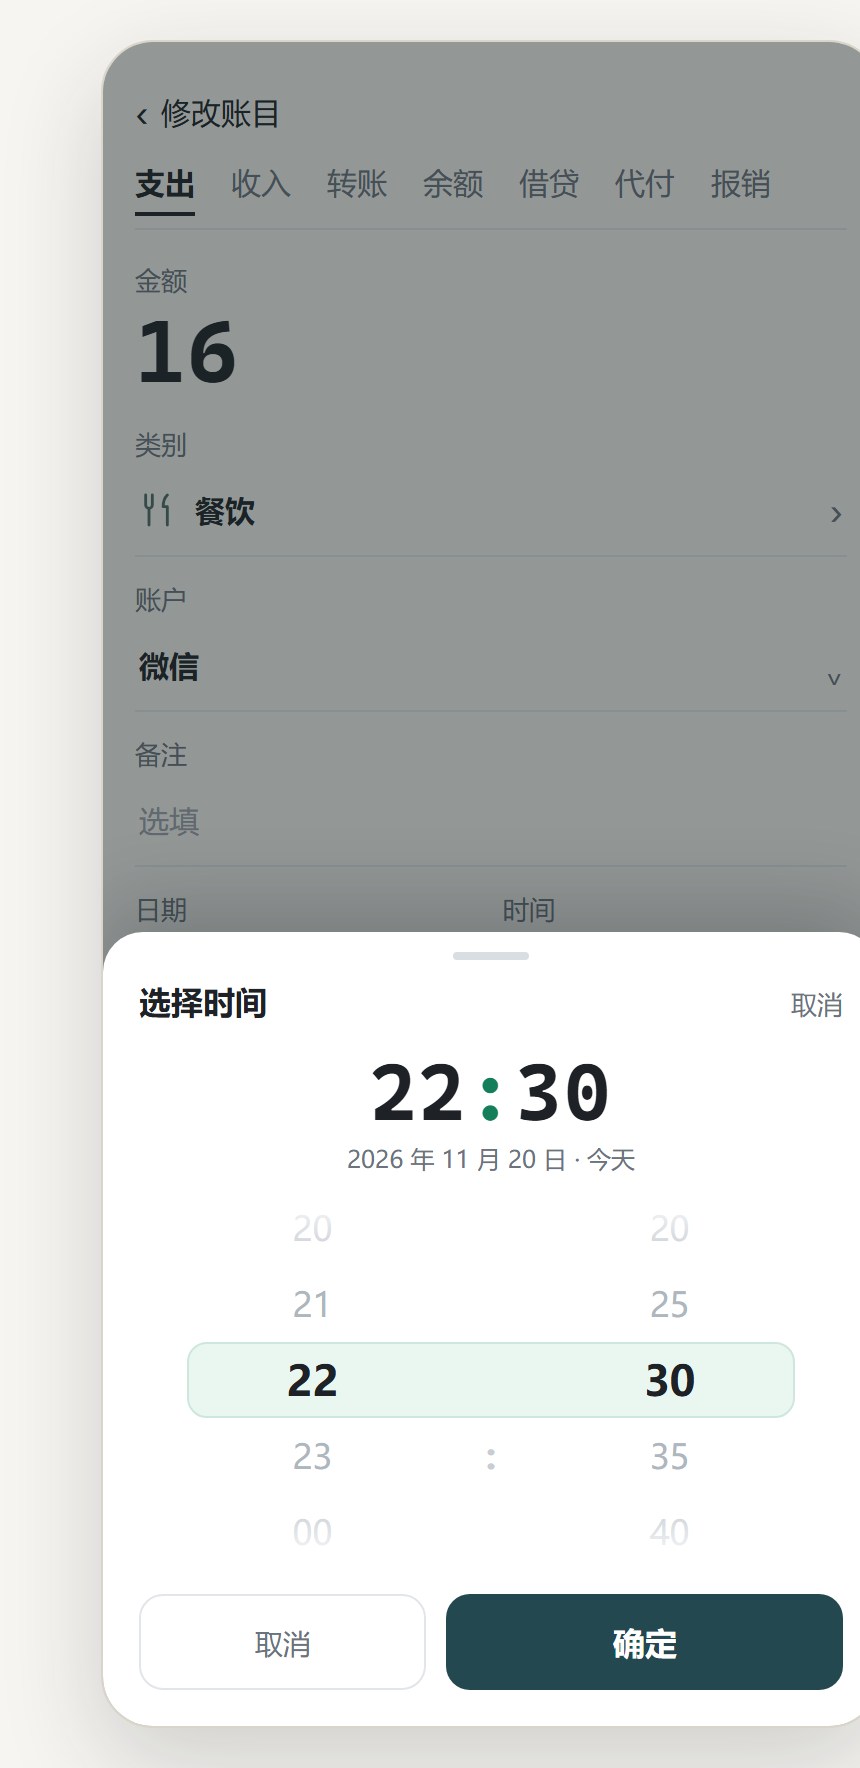 ‹ 修改账目
支出 收入 转账 余额 借贷 代付 报销
金额
16
类别
餐饮 ›
账户
微信
备注
选填
日期 时间
选择时间 取消
22:30
2026 年 11 月 20 日 · 今天
20 20
21 25
22 30
23 : 35
00 40
取消 确定